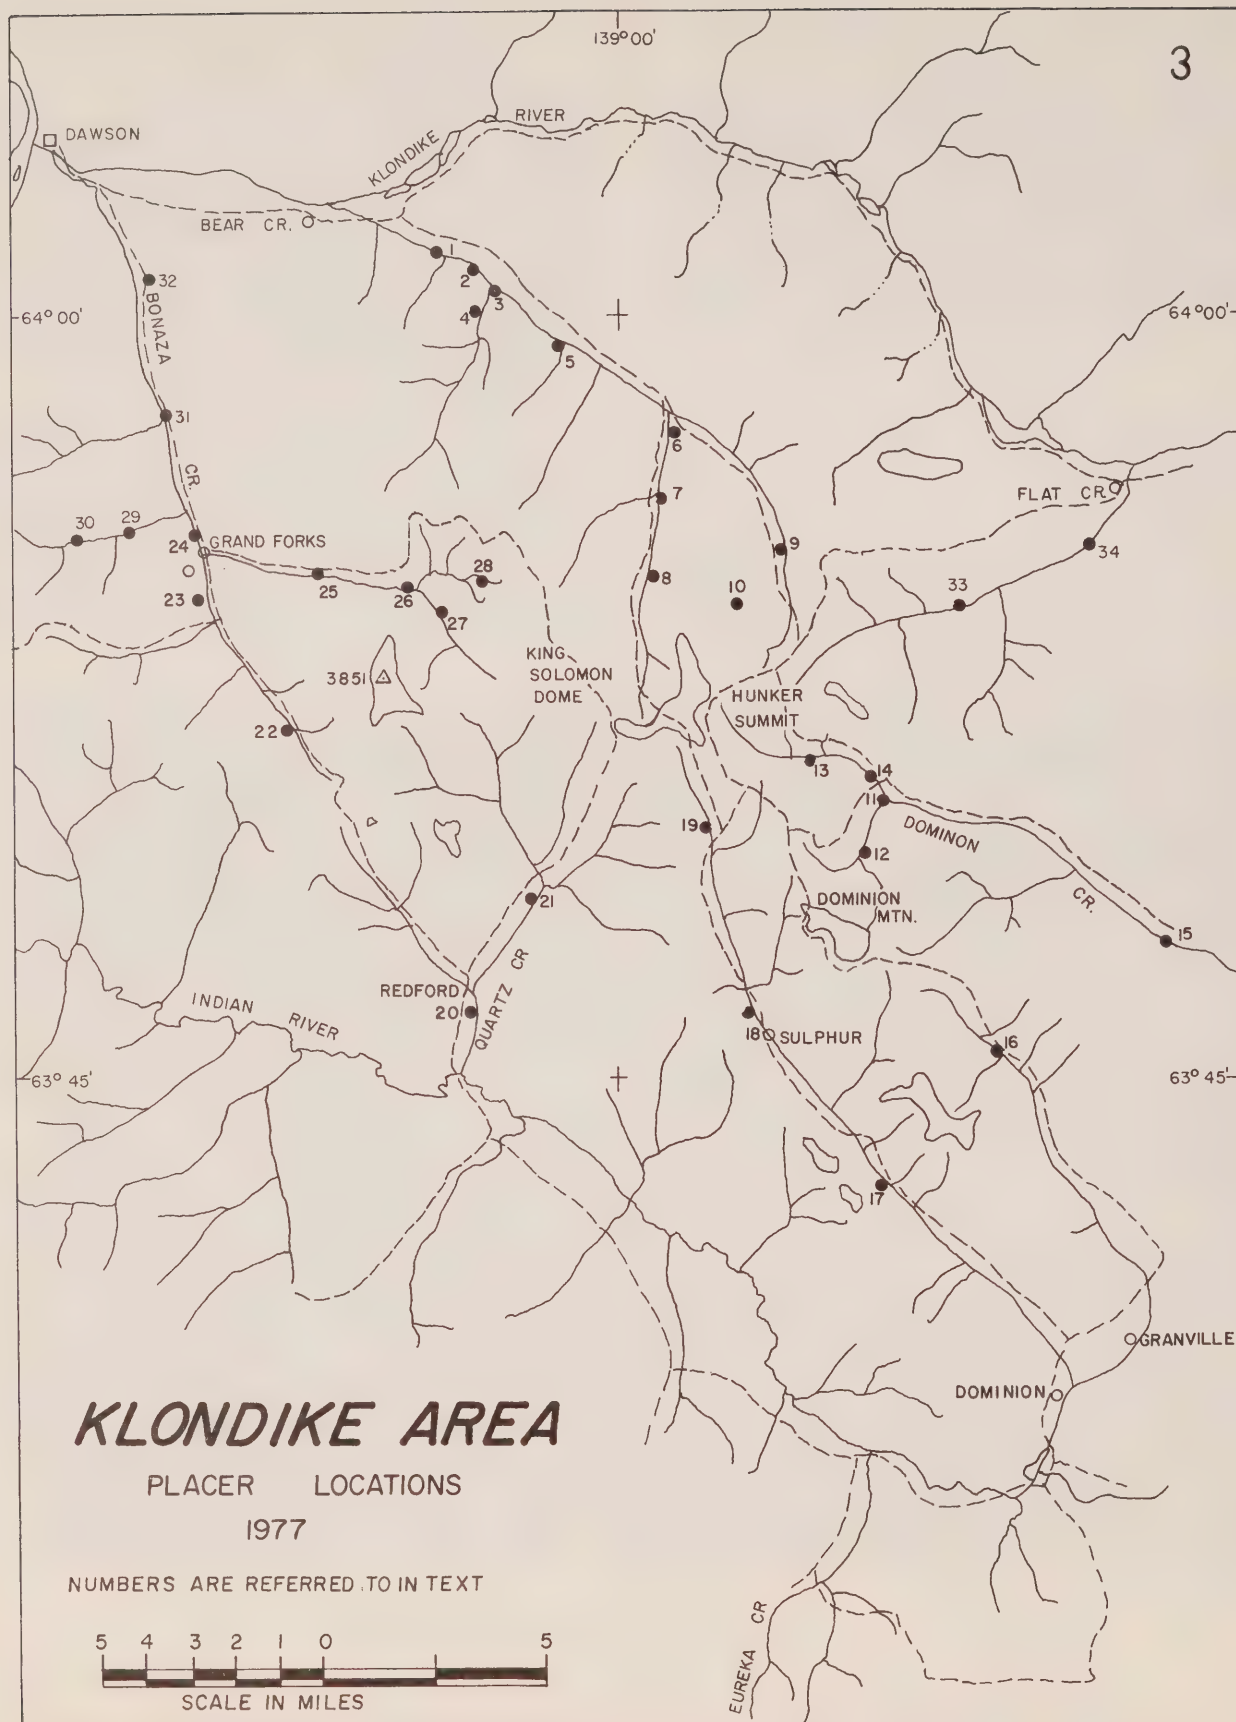 139°00'
3
DAWSON
KLONDIKE
RIVER
BEAR CR.
1
2
3
4
32
BONAZA
64°00'
64°00'
5
31
6
CR.
7
FLAT CR.
30
29
24
GRAND FORKS
9
34
25
26
28
8
10
33
23
27
KING
SOLOMON
DOME
3851
HUNKER
SUMMIT
22
13
14
11
19
DOMINON
CR.
12
21
DOMINION
MTN.
15
REDFORD
20
QUARTZ CR
INDIAN
RIVER
18
SULPHUR
16
63° 45'
63° 45'
17
GRANVILLE
DOMINION
KLONDIKE AREA
PLACER LOCATIONS
1977
NUMBERS ARE REFERRED TO IN TEXT
5 4 3 2 1 0 5
SCALE IN MILES
EUREKA CR